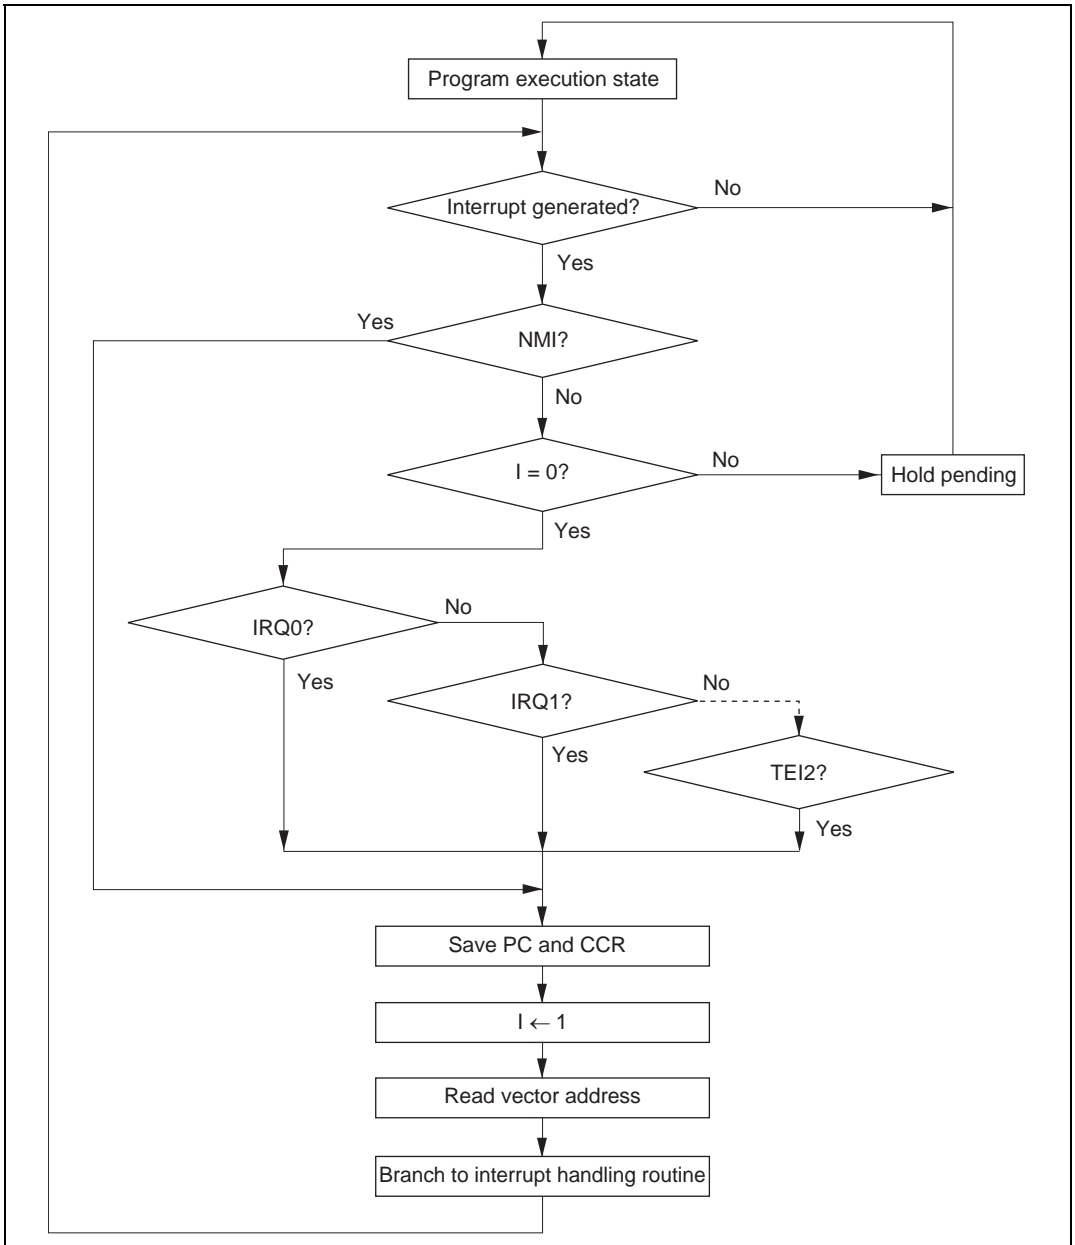 Program execution state
Interrupt generated?
No
Yes
NMI?
Yes
No
I = 0?
No
Hold pending
Yes
IRQ0?
No
Yes
IRQ1?
No
Yes
TEI2?
Yes
Save PC and CCR
I ← 1
Read vector address
Branch to interrupt handling routine